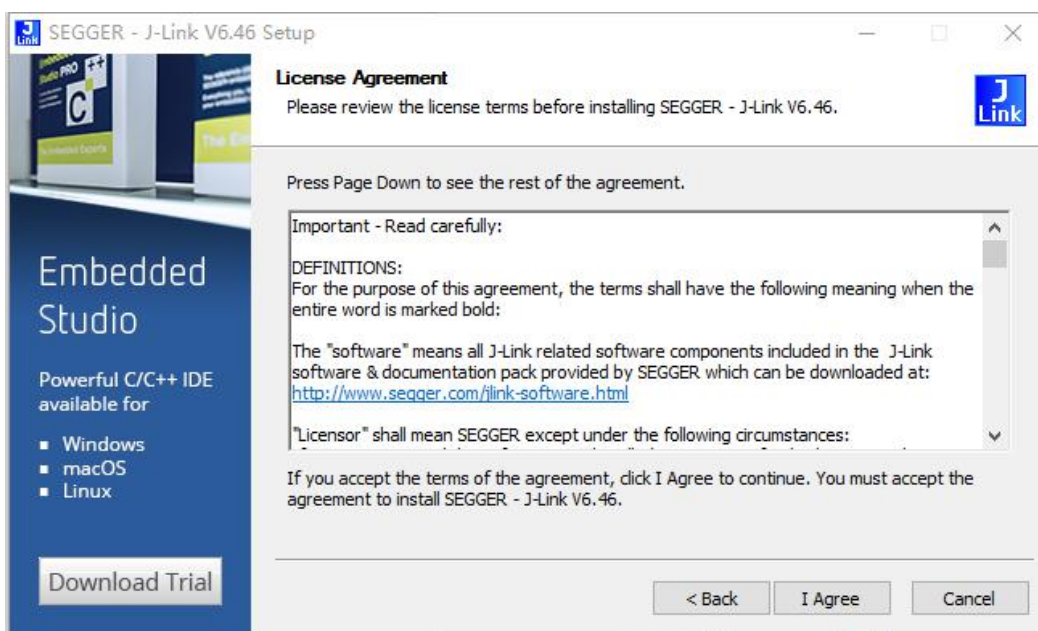 SEGGER - J-Link V6.46 Setup
J
Link
PRO ++
C
License Agreement
Please review the license terms before installing SEGGER - J-Link V6.46.
J
Link
Press Page Down to see the rest of the agreement.
Important - Read carefully:
DEFINITIONS:
For the purpose of this agreement, the terms shall have the following meaning when the
entire word is marked bold:
The "software" means all J-Link related software components included in the J-Link
software & documentation pack provided by SEGGER which can be downloaded at:
http://www.segger.com/jlink-software.html
"Licensor" shall mean SEGGER except under the following circumstances:
If you accept the terms of the agreement, click I Agree to continue. You must accept the
agreement to install SEGGER - J-Link V6.46.
Embedded
Studio
Powerful C/C++ IDE
available for
Windows
macOS
Linux
Download Trial
< Back
I Agree
Cancel